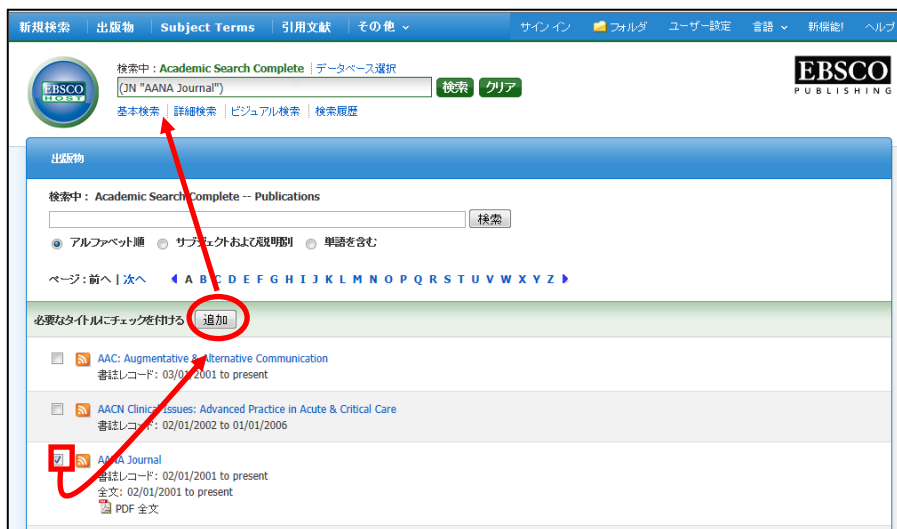 新規検索 出版物 Subject Terms 引用文献 その他 サインイン フォルダ ユーザー設定 言語 新機能! ヘルプ
検索中 : Academic Search Complete データベース選択
(JN "AANA Journal") 検索 クリア
基本検索 詳細検索 ビジュアル検索 検索履歴
EBSCO
HOST
EBSCO
PUBLISHING
出版物
検索中 : Academic Search Complete -- Publications
検索
アルファベット順 サブジェクトおよび説明別 単語を含む
ページ : 前へ | 次へ A B C D E F G H I J K L M N O P Q R S T U V W X Y Z
必要なタイトルにチェックを付ける 追加
AAC: Augmentative & Alternative Communication
書誌レコード: 03/01/2001 to present
AACN Clinical Issues: Advanced Practice in Acute & Critical Care
書誌レコード: 02/01/2002 to 01/01/2006
AANA Journal
書誌レコード: 02/01/2001 to present
全文: 02/01/2001 to present
PDF 全文